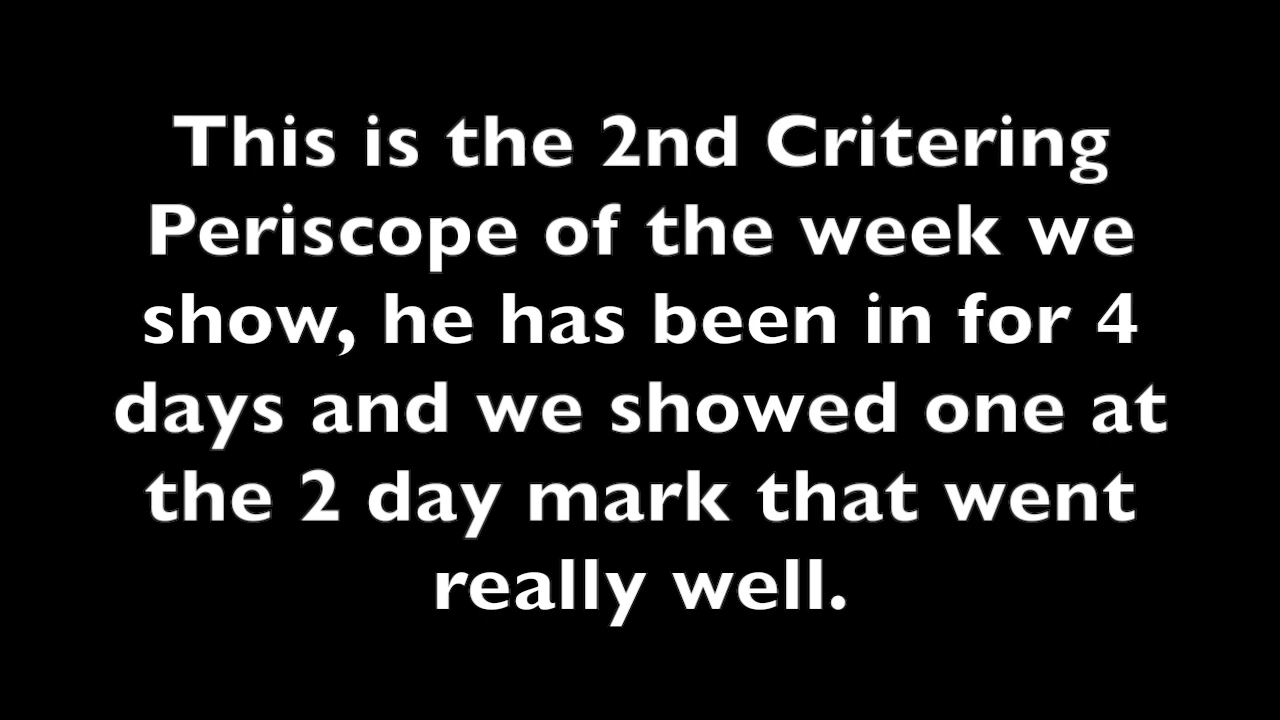 This is the 2nd Critering
Periscope of the week we
show, he has been in for 4
days and we showed one at
the 2 day mark that went
really well.